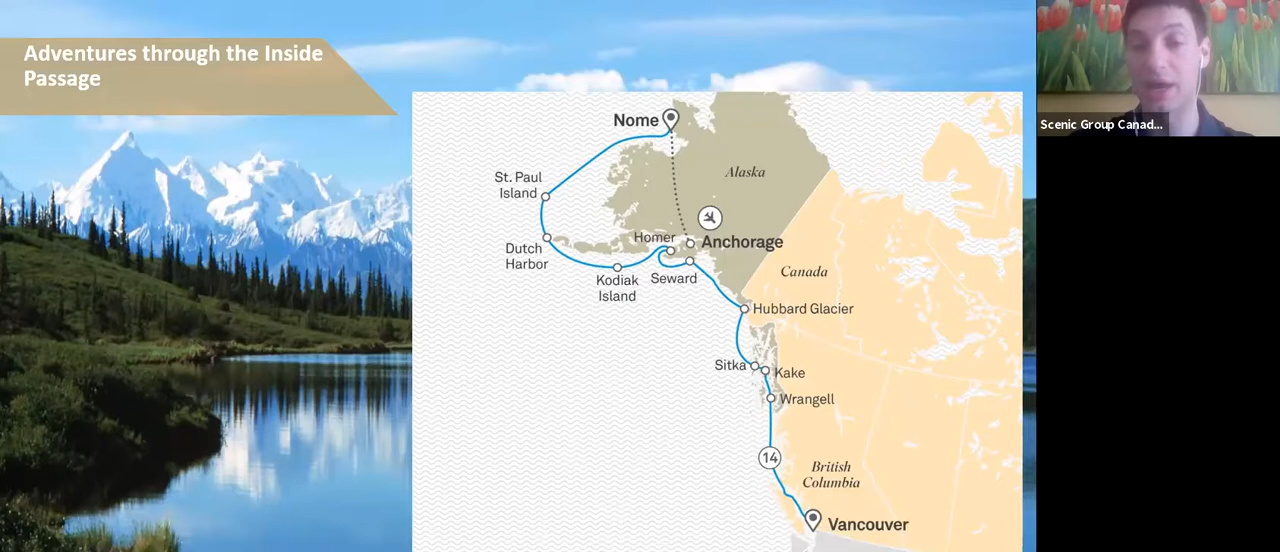 Adventures through the Inside
Passage
Scenic Group Canad...
Nome
Alaska
St. Paul
Island
Homer
Anchorage
Dutch
Harbor
Canada
Kodiak
Island
Seward
Hubbard Glacier
Sitka
Kake
Wrangell
14
British
Columbia
Vancouver